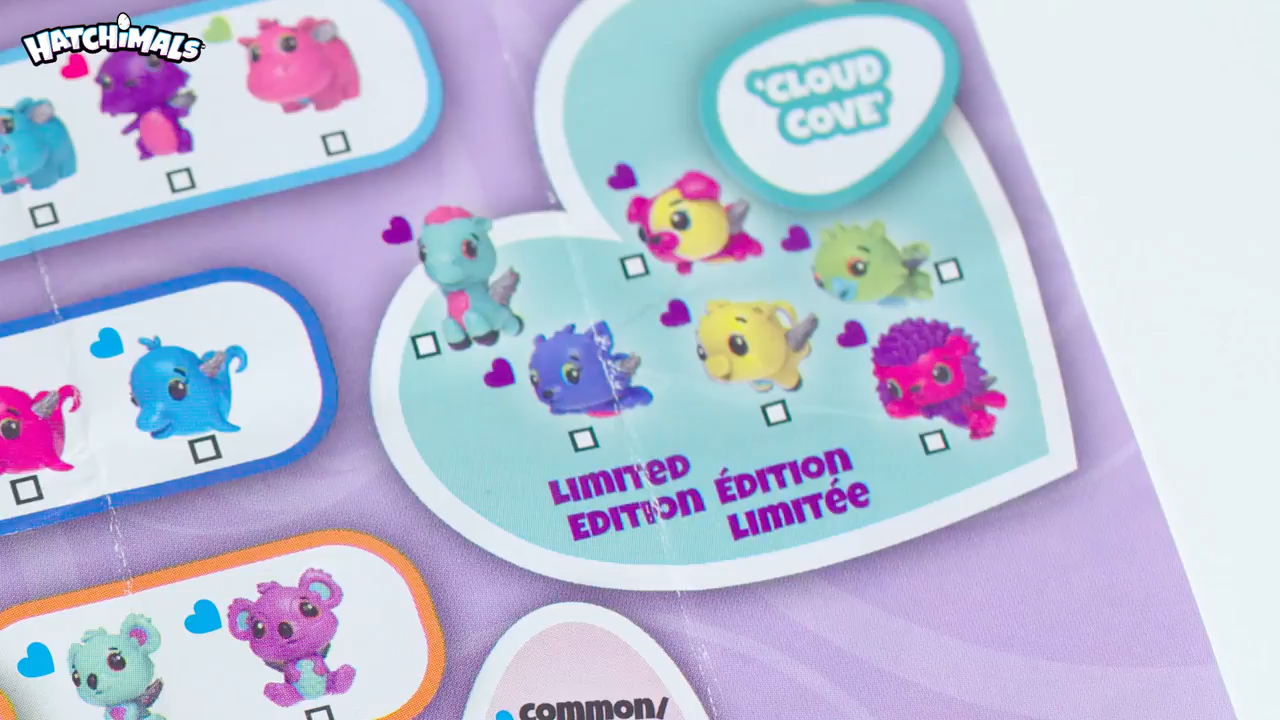 HATCHiMALS
'CLOUD
COVE'
LIMITED
EDITION
ÉDITION
LIMITÉE
COMMON/